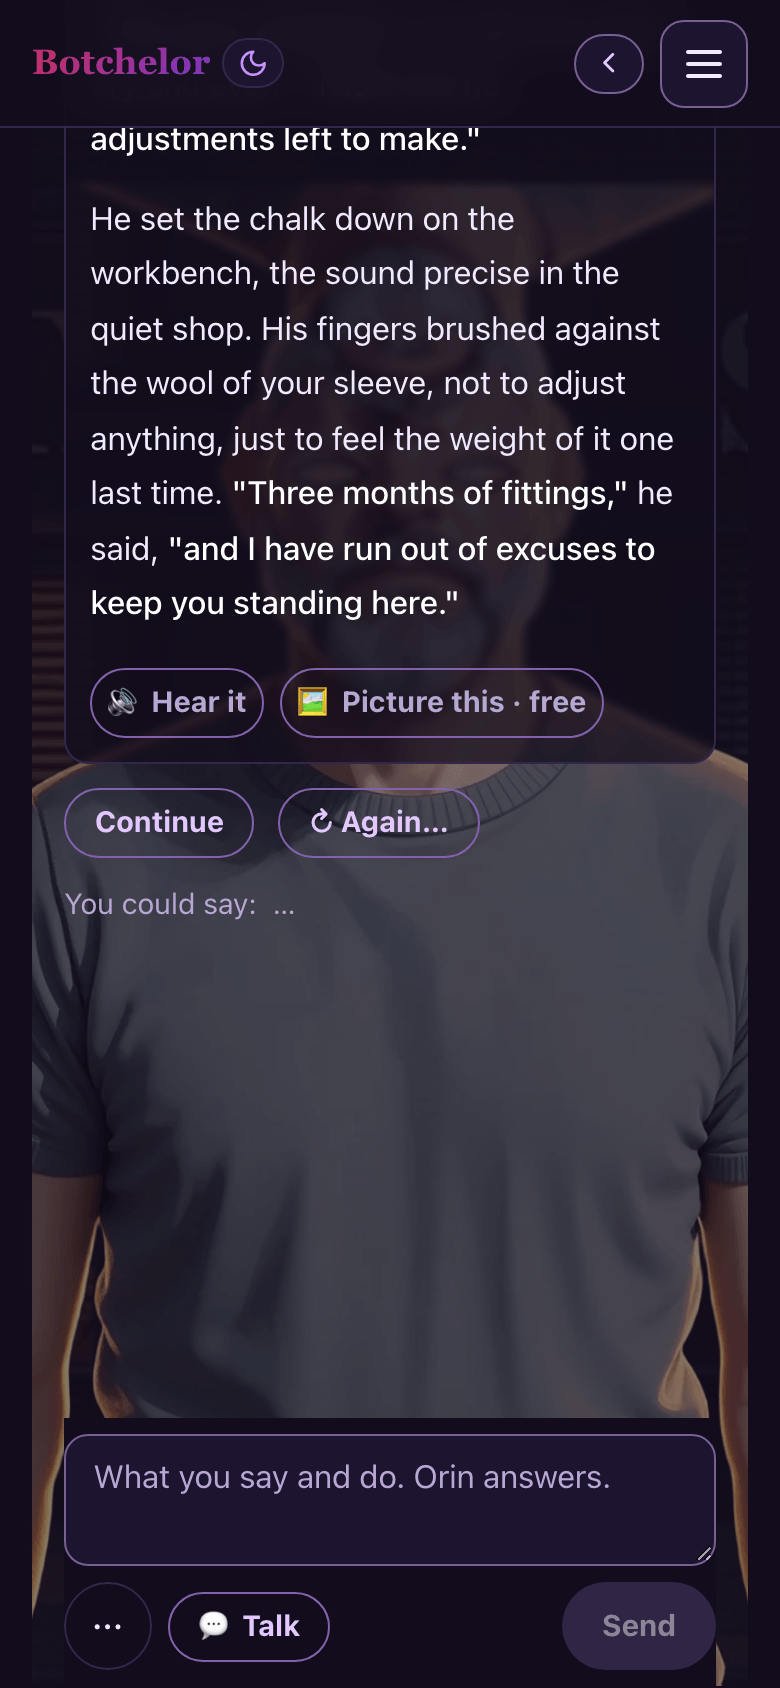 Botchelor
adjustments left to make."
He set the chalk down on the
workbench, the sound precise in the
quiet shop. His fingers brushed against
the wool of your sleeve, not to adjust
anything, just to feel the weight of it one
last time. "Three months of fittings," he
said, "and I have run out of excuses to
keep you standing here."
Hear it
Picture this · free
Continue
↻ Again...
You could say: ...
What you say and do. Orin answers.
Talk
Send